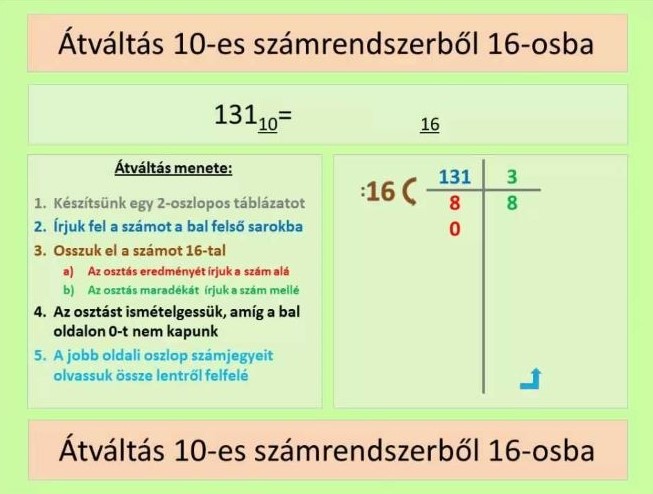 Átváltás 10-es számrendszerből 16-osba
131₁₀= ₁₆
Átváltás menete:
1. Készítsünk egy 2-oszlopos táblázatot
2. Írjuk fel a számot a bal felső sarokba
3. Osszuk el a számot 16-tal
a) Az osztás eredményét írjuk a szám alá
b) Az osztás maradékát írjuk a szám mellé
4. Az osztást ismételgessük, amíg a bal
oldalon 0-t nem kapunk
5. A jobb oldali oszlop számjegyeit
olvassuk össze lentről felfelé
:16 ( 131 3
8 8
0
Átváltás 10-es számrendszerből 16-osba